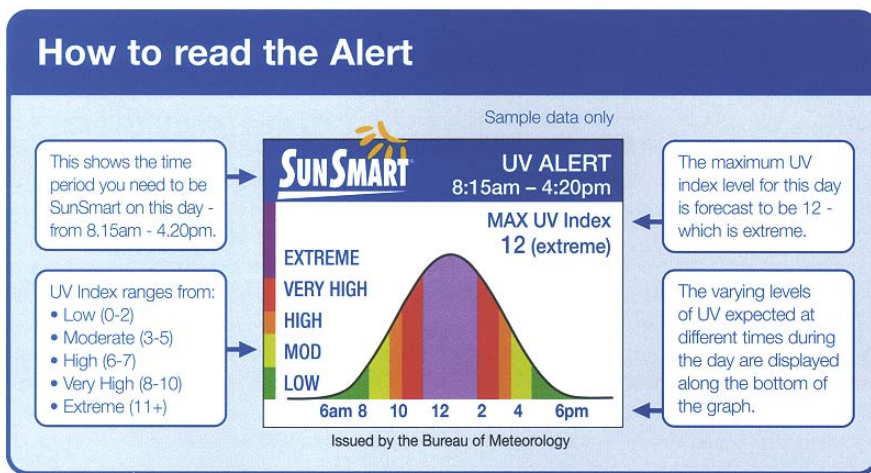 How to read the Alert
Sample data only
This shows the time
period you need to be
SunSmart on this day -
from 8.15am - 4.20pm.
UV Index ranges from:
• Low (0-2)
• Moderate (3-5)
• High (6-7)
• Very High (8-10)
• Extreme (11+)
SUNSMART
UV ALERT
8:15am – 4:20pm
MAX UV Index
12 (extreme)
EXTREME
VERY HIGH
HIGH
MOD
LOW
6am 8 10 12 2 4 6pm
Issued by the Bureau of Meteorology
The maximum UV
index level for this day
is forecast to be 12 -
which is extreme.
The varying levels
of UV expected at
different times during
the day are displayed
along the bottom of
the graph.